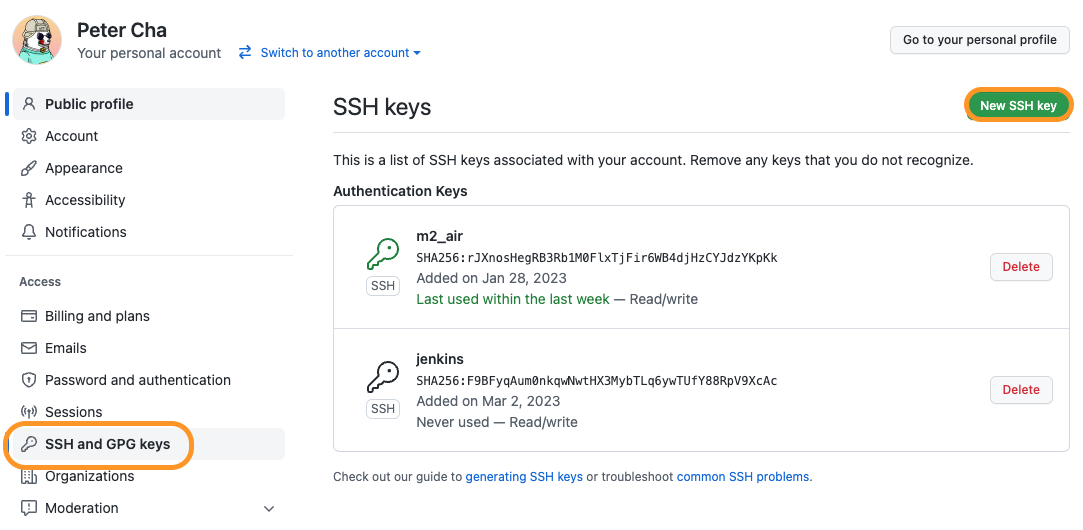 Peter Cha
Your personal account
Switch to another account
Go to your personal profile
Public profile
Account
Appearance
Accessibility
Notifications
Access
Billing and plans
Emails
Password and authentication
Sessions
SSH and GPG keys
Organizations
Moderation
SSH keys
New SSH key
This is a list of SSH keys associated with your account. Remove any keys that you do not recognize.
Authentication Keys
m2_air
SHA256:rJXnosHegRB3Rb1M0FlxTjFir6WB4djHzCYJdzYKpKk
SSH
Added on Jan 28, 2023
Last used within the last week — Read/write
Delete
jenkins
SHA256:F9BFyqAum0nkqwNwtHX3MybTLq6ywTUfY88RpV9XcAc
SSH
Added on Mar 2, 2023
Never used — Read/write
Delete
Check out our guide to generating SSH keys or troubleshoot common SSH problems.